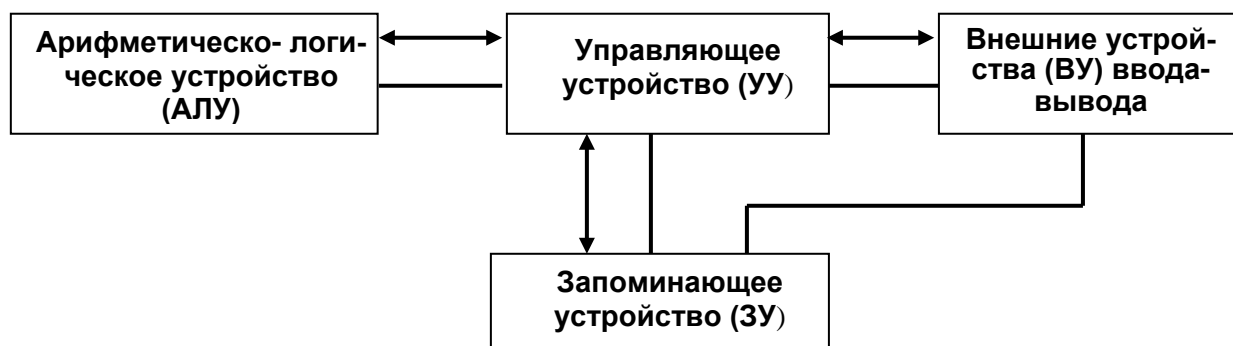 Арифметическо- логи-
ческое устройство
(АЛУ)
Управляющее
устройство (УУ)
Внешние устрой-
ства (ВУ) ввода-
вывода
Запоминающее
устройство (ЗУ)